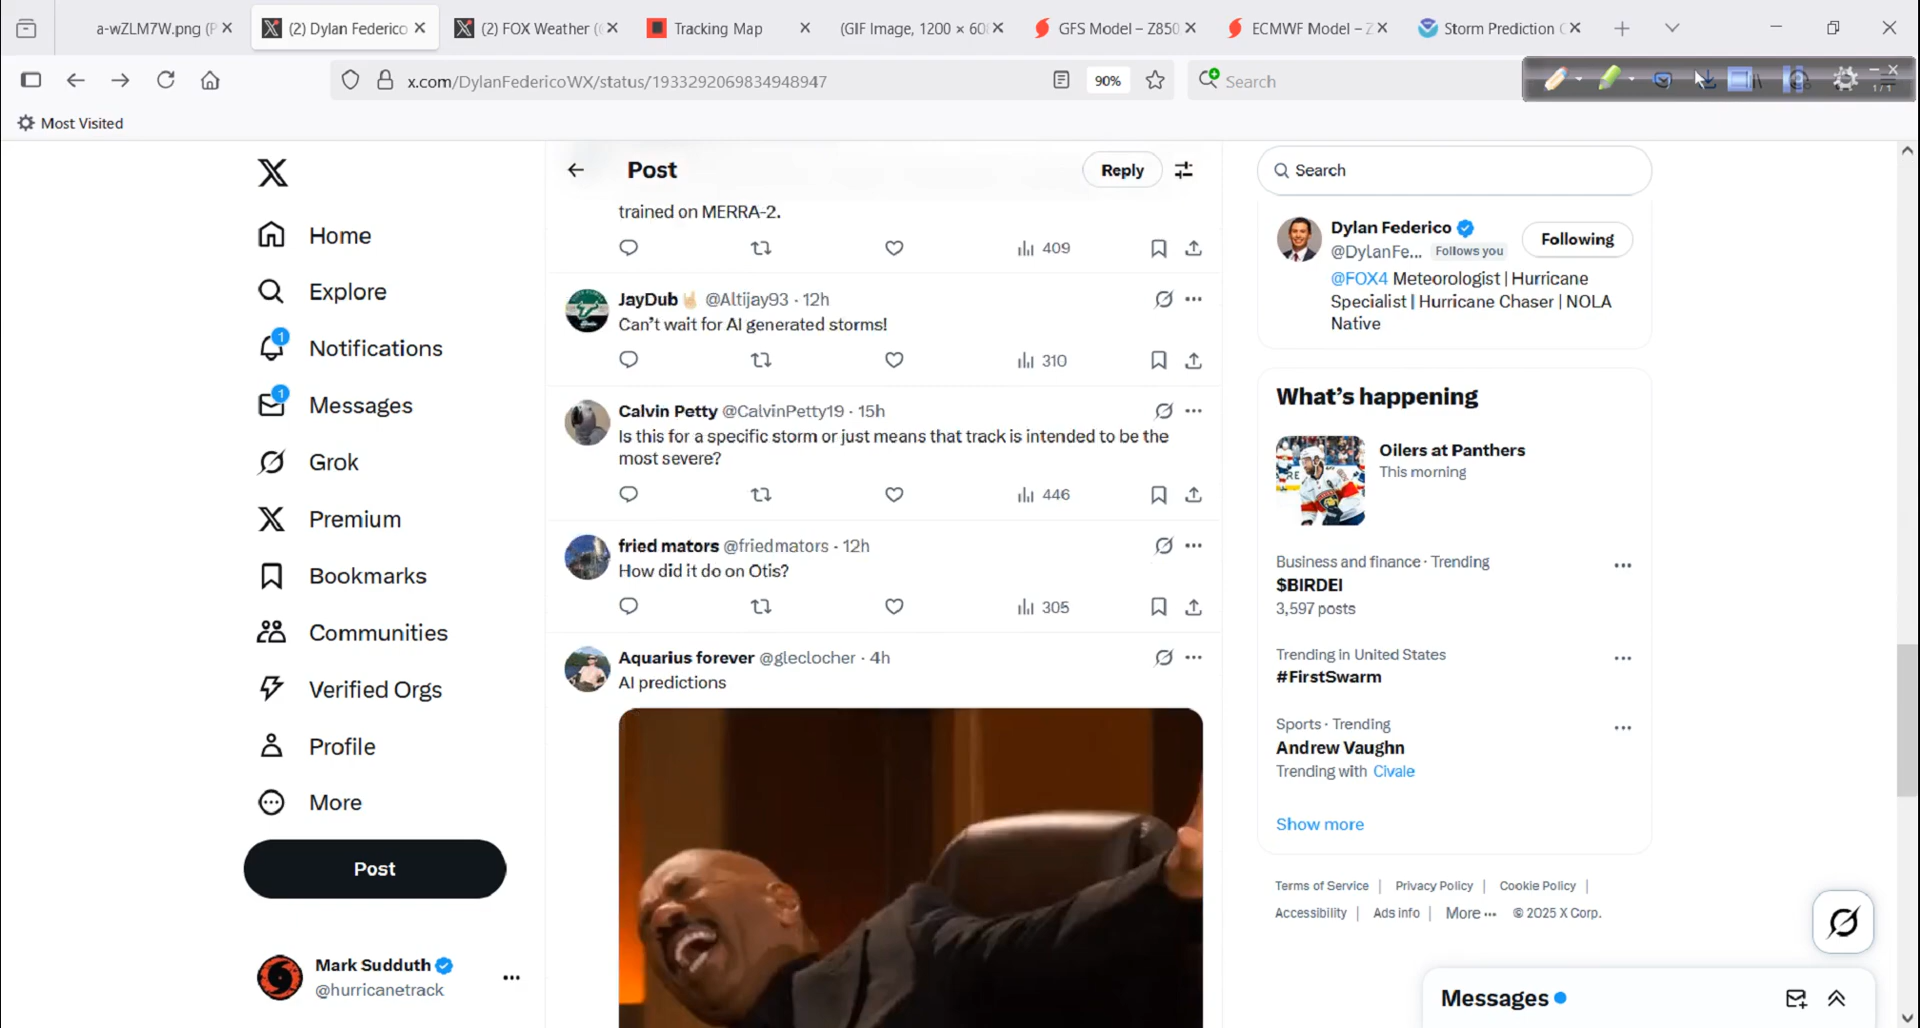 a-wZLM7W.png (P
(2) Dylan Federico
(2) FOX Weather ((
Tracking Map
(GIF Image, 1200 × 60
GFS Model – Z850
ECMWF Model – Z
Storm Prediction C
x.com/DylanFedericoWX/status/1933292069834948947
90%
Search
1/1
Most Visited
Home
Explore
1
Notifications
1
Messages
Grok
Premium
Bookmarks
Communities
Verified Orgs
Profile
More
Post
Mark Sudduth
@hurricanetrack
Post
Reply
trained on MERRA-2.
409
JayDub🤘🏻 @Altijay93 · 12h
Can't wait for AI generated storms!
310
Calvin Petty @CalvinPetty19 · 15h
Is this for a specific storm or just means that track is intended to be the
most severe?
446
fried mators @friedmators · 12h
How did it do on Otis?
305
Aquarius forever @gleclocher · 4h
AI predictions
Search
Dylan Federico
Following
@DylanFe... Follows you
@FOX4 Meteorologist | Hurricane
Specialist | Hurricane Chaser | NOLA
Native
What's happening
Oilers at Panthers
This morning
Business and finance · Trending
$BIRDEI
3,597 posts
Trending in United States
#FirstSwarm
Sports · Trending
Andrew Vaughn
Trending with Civale
Show more
Terms of Service | Privacy Policy | Cookie Policy |
Accessibility | Ads info | More ... © 2025 X Corp.
Messages